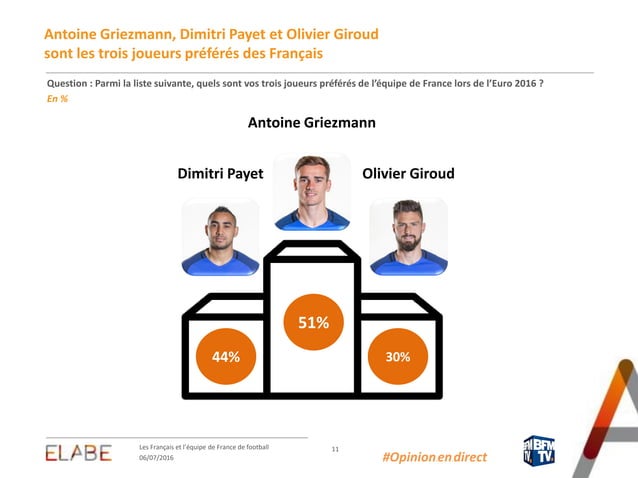 Antoine Griezmann, Dimitri Payet et Olivier Giroud
sont les trois joueurs préférés des Français
Question : Parmi la liste suivante, quels sont vos trois joueurs préférés de l’équipe de France lors de l’Euro 2016 ?
En %
Antoine Griezmann
Dimitri Payet
Olivier Giroud
51%
44%
30%
ELABE
Les Français et l’équipe de France de football
06/07/2016
11
#Opinionendirect
BFM
TV.